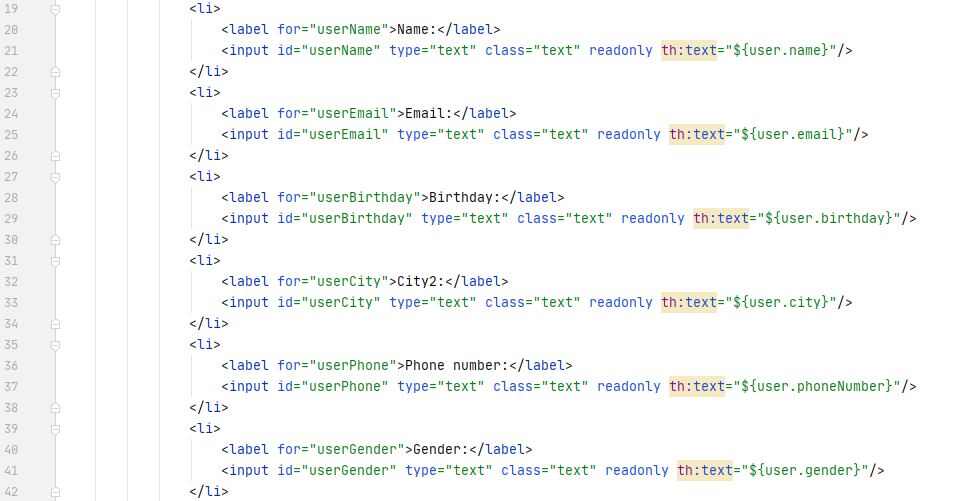 19 <li>
20 <label for="userName">Name:</label>
21 <input id="userName" type="text" class="text" readonly th:text="${user.name}"/>
22 </li>
23 <li>
24 <label for="userEmail">Email:</label>
25 <input id="userEmail" type="text" class="text" readonly th:text="${user.email}"/>
26 </li>
27 <li>
28 <label for="userBirthday">Birthday:</label>
29 <input id="userBirthday" type="text" class="text" readonly th:text="${user.birthday}"/>
30 </li>
31 <li>
32 <label for="userCity">City2:</label>
33 <input id="userCity" type="text" class="text" readonly th:text="${user.city}"/>
34 </li>
35 <li>
36 <label for="userPhone">Phone number:</label>
37 <input id="userPhone" type="text" class="text" readonly th:text="${user.phoneNumber}"/>
38 </li>
39 <li>
40 <label for="userGender">Gender:</label>
41 <input id="userGender" type="text" class="text" readonly th:text="${user.gender}"/>
42 </li>